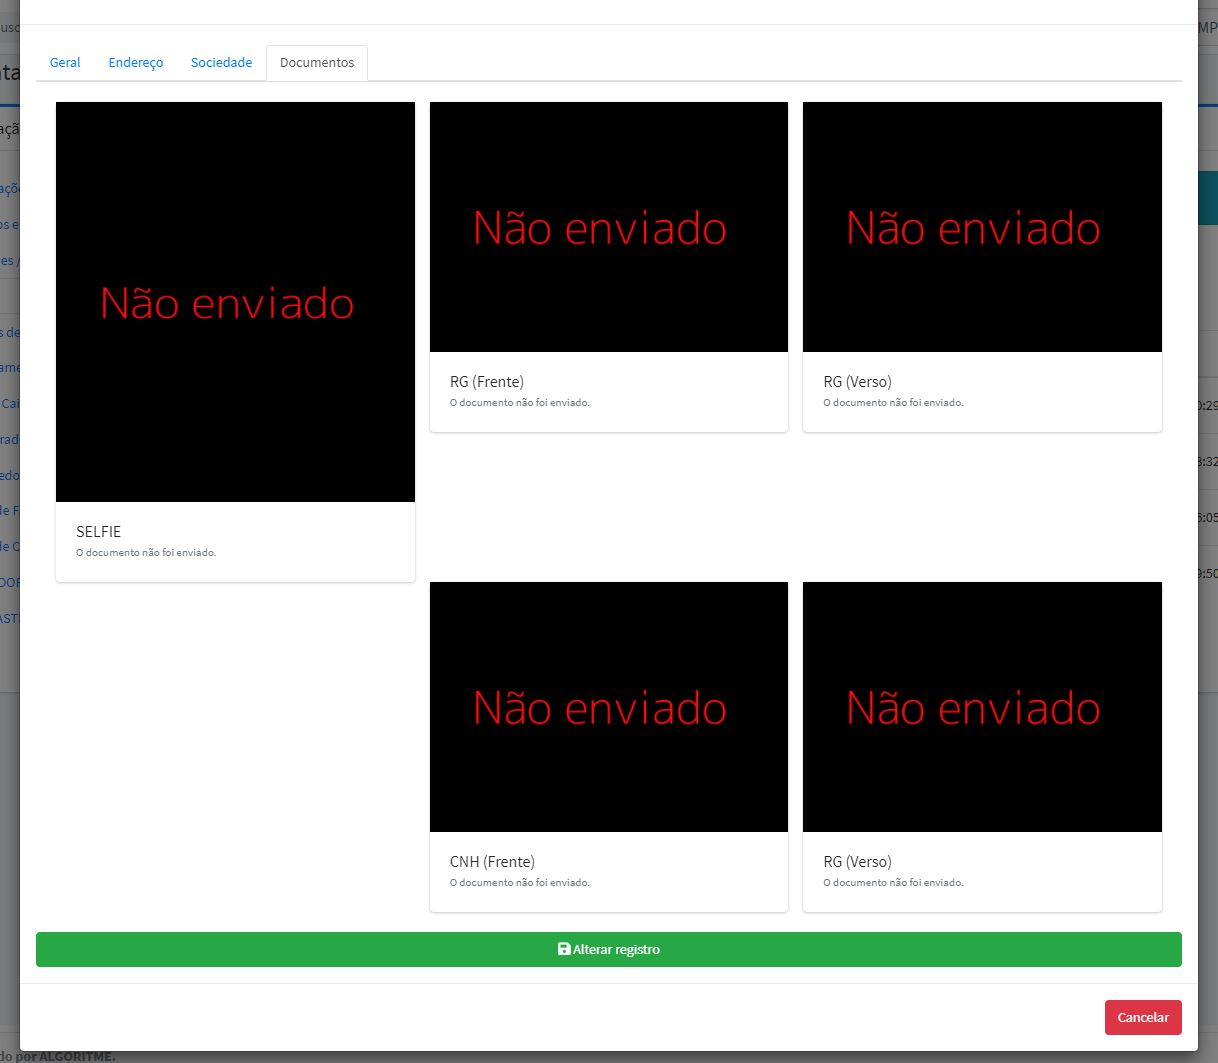 Geral Endereço Sociedade Documentos
Não enviado
SELFIE
O documento não foi enviado.
Não enviado
RG (Frente)
O documento não foi enviado.
Não enviado
RG (Verso)
O documento não foi enviado.
Não enviado
CNH (Frente)
O documento não foi enviado.
Não enviado
RG (Verso)
O documento não foi enviado.
Alterar registro
Cancelar
do por ALGORITME.